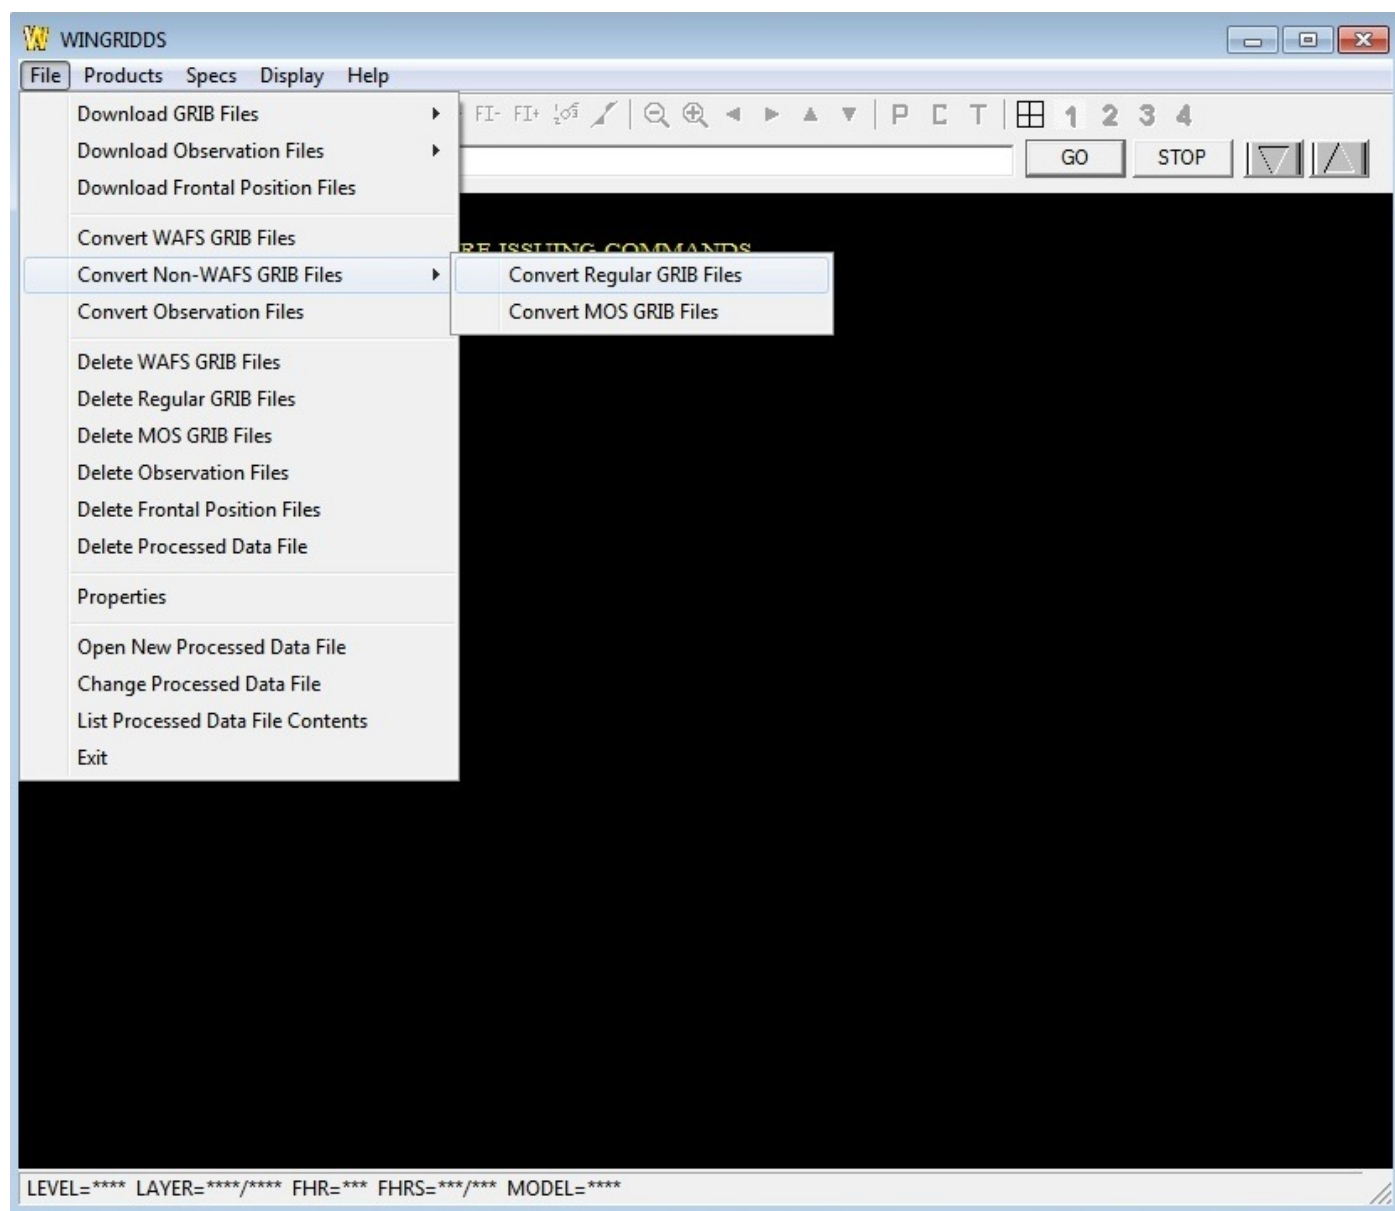 WINGRIDDS
File Products Specs Display Help
FI- FI+ P C T 1 2 3 4
GO STOP
Download GRIB Files
Download Observation Files
Download Frontal Position Files
Convert WAFS GRIB Files
ISSUING COMMANDS
Convert Non-WAFS GRIB Files
Convert Regular GRIB Files
Convert Observation Files
Convert MOS GRIB Files
Delete WAFS GRIB Files
Delete Regular GRIB Files
Delete MOS GRIB Files
Delete Observation Files
Delete Frontal Position Files
Delete Processed Data File
Properties
Open New Processed Data File
Change Processed Data File
List Processed Data File Contents
Exit
LEVEL=**** LAYER=****/**** FHR=*** FHRS=***/*** MODEL=****